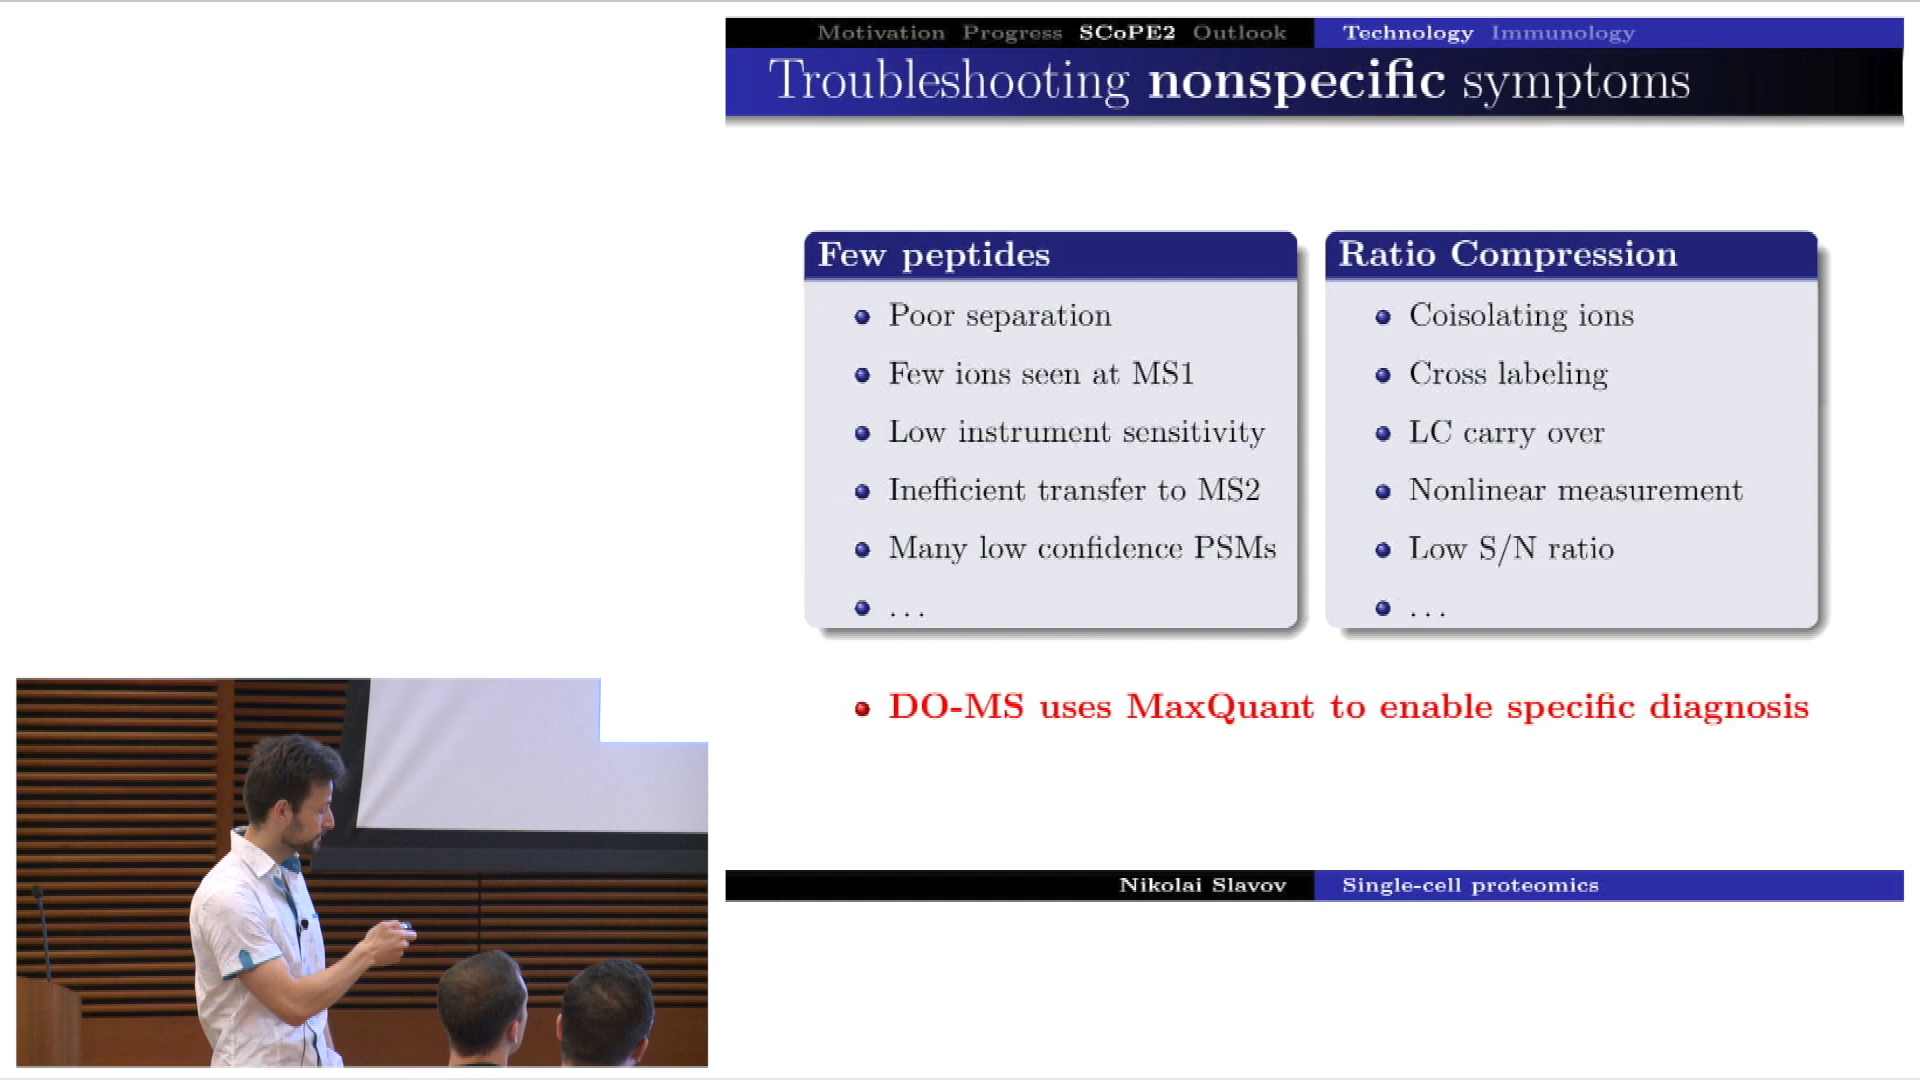 Motivation Progress SCoPE2 Outlook Technology Immunology
Troubleshooting nonspecific symptoms
Few peptides
Poor separation
Few ions seen at MS1
Low instrument sensitivity
Inefficient transfer to MS2
Many low confidence PSMs
...
Ratio Compression
Coisolating ions
Cross labeling
LC carry over
Nonlinear measurement
Low S/N ratio
...
DO-MS uses MaxQuant to enable specific diagnosis
Nikolai Slavov Single-cell proteomics